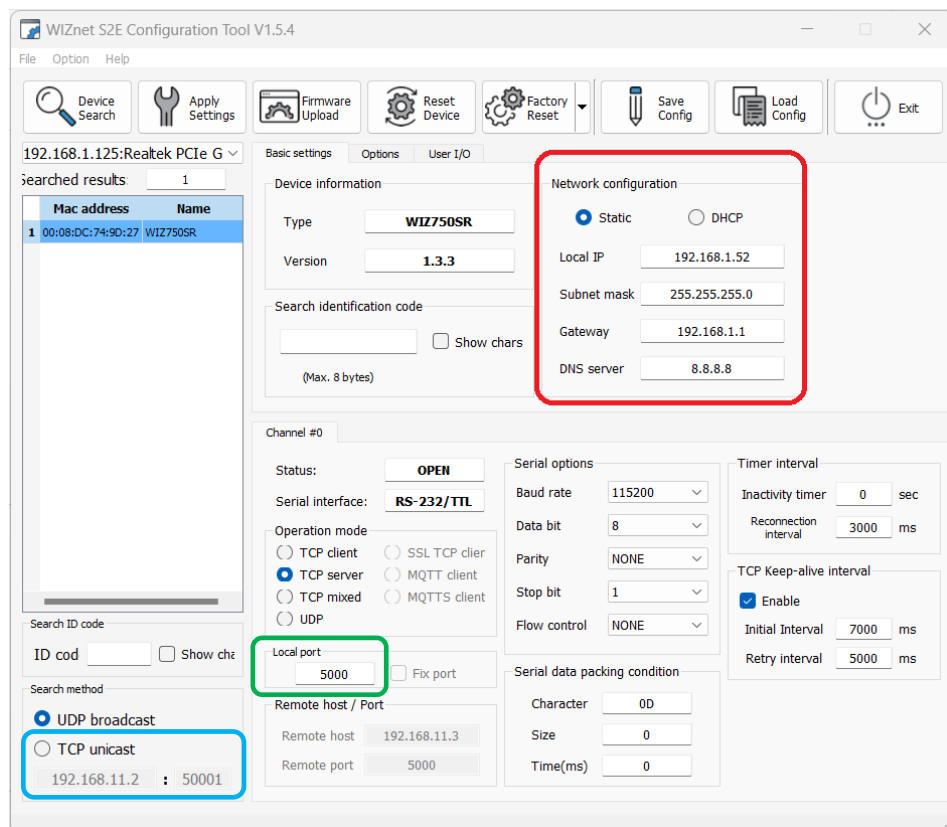 WIZnet S2E Configuration Tool V1.5.4
File Option Help
Device Search
Apply Settings
Firmware Upload
Reset Device
Factory Reset
Save Config
Load Config
Exit
192.168.1.125:Realtek PCIe G
Searched results: 1
Mac address Name
1 00:08:DC:74:9D:27 WIZ750SR
Search ID code
ID cod Show cha
Search method
UDP broadcast
TCP unicast
192.168.11.2 : 50001
Basic settings Options User I/O
Device information
Type WIZ750SR
Version 1.3.3
Search identification code
Show chars
(Max. 8 bytes)
Network configuration
Static DHCP
Local IP 192.168.1.52
Subnet mask 255.255.255.0
Gateway 192.168.1.1
DNS server 8.8.8.8
Channel #0
Status: OPEN
Serial interface: RS-232/TTL
Operation mode
TCP client SSL TCP clier
TCP server MQTT client
TCP mixed MQTTS client
UDP
Local port
5000 Fix port
Remote host / Port
Remote host 192.168.11.3
Remote port 5000
Serial options
Baud rate 115200
Data bit 8
Parity NONE
Stop bit 1
Flow control NONE
Serial data packing condition
Character 0D
Size 0
Time(ms) 0
Timer interval
Inactivity timer 0 sec
Reconnection interval 3000 ms
TCP Keep-alive interval
Enable
Initial Interval 7000 ms
Retry interval 5000 ms